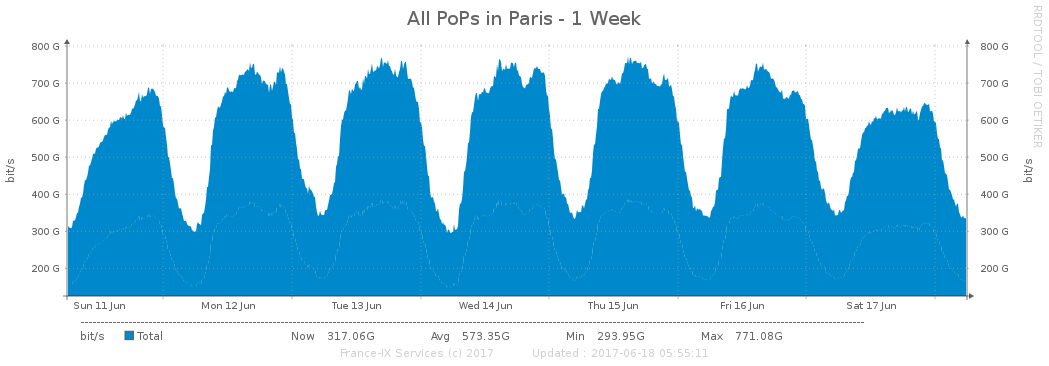 All PoPs in Paris - 1 Week
RRDTOOL / TOBI OETIKER
800 G 800 G
700 G 700 G
600 G 600 G
500 G 500 G
400 G 400 G
300 G 300 G
200 G 200 G
bit/s bit/s
Sun 11 Jun Mon 12 Jun Tue 13 Jun Wed 14 Jun Thu 15 Jun Fri 16 Jun Sat 17 Jun
bit/s Total Now 317.06G Avg 573.35G Min 293.95G Max 771.08G
France-IX Services (c) 2017 Updated : 2017-06-18 05:55:11